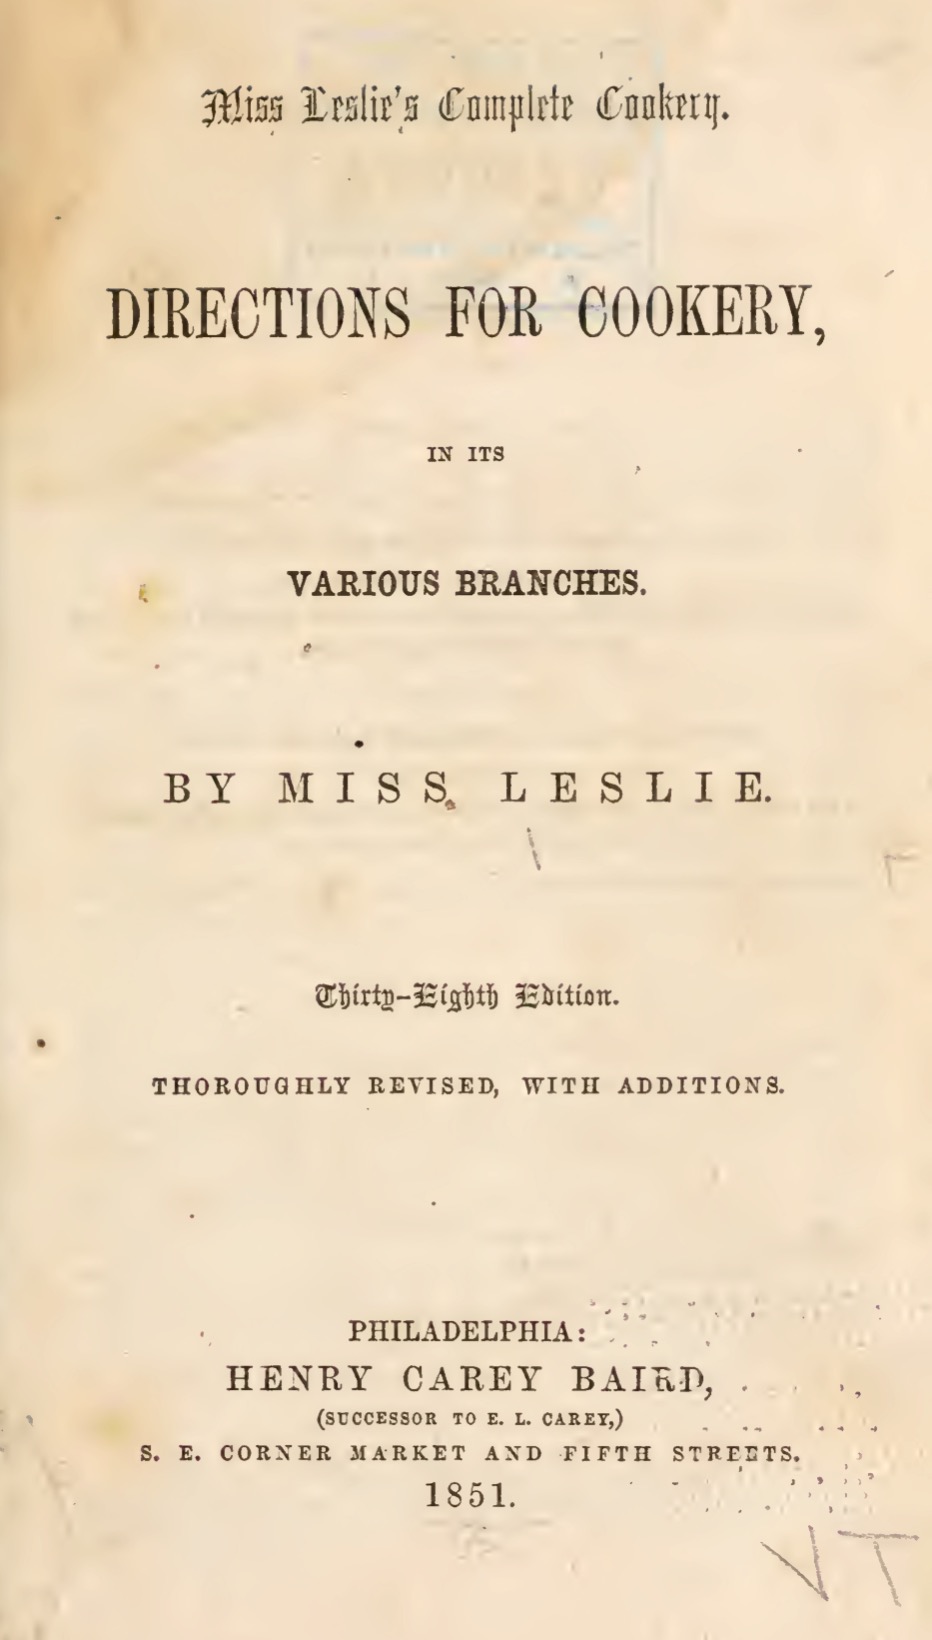 Miss Leslie's Complete Cookery.
DIRECTIONS FOR COOKERY,
IN ITS
VARIOUS BRANCHES.
BY MISS LESLIE.
Thirty-Eighth Edition.
THOROUGHLY REVISED, WITH ADDITIONS.
PHILADELPHIA:
HENRY CAREY BAIRD,
(SUCCESSOR TO E. L. CAREY,)
S. E. CORNER MARKET AND FIFTH STREETS.
1851.
VT